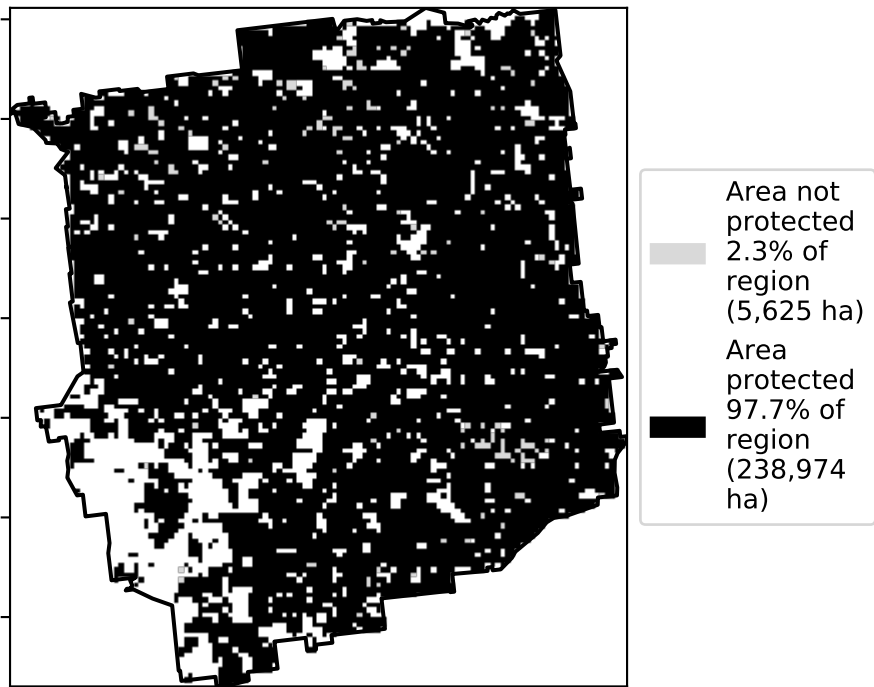 Area not
protected
2.3% of
region
(5,625 ha)
Area
protected
97.7% of
region
(238,974
ha)